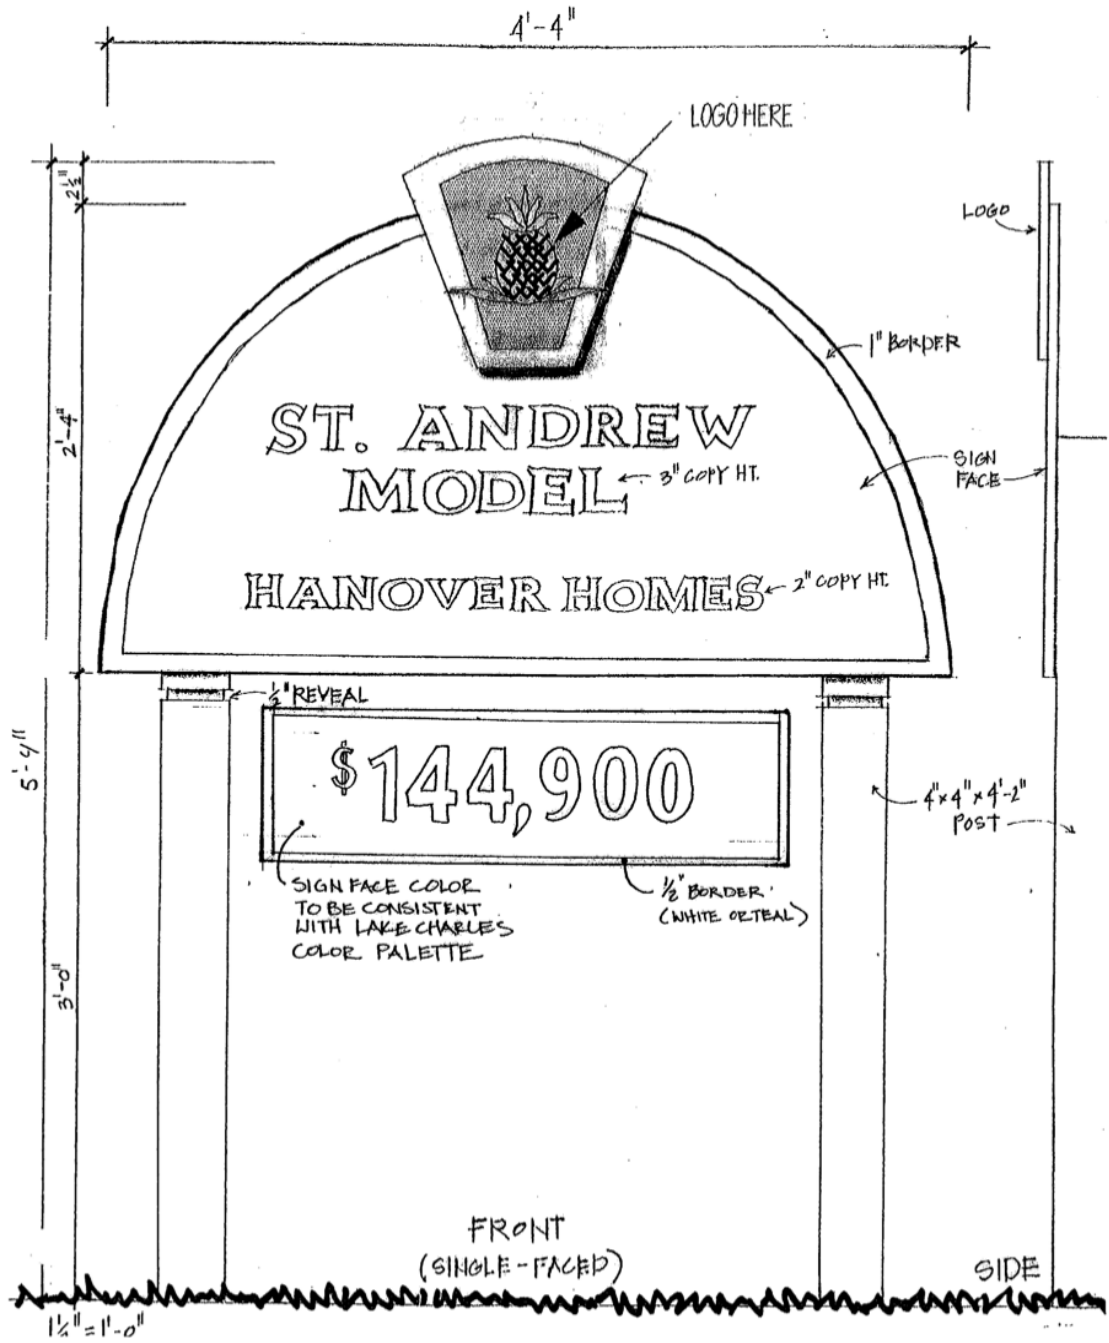 4'-4"
LOGO HERE
2½"
LOGO
1" BORDER
2'-4"
ST. ANDREW
MODEL
3" COPY HT.
SIGN
FACE
HANOVER HOMES
2" COPY HT.
½" REVEAL
5'-4"
$144,900
4" x 4" x 4'-2"
POST
SIGN FACE COLOR
TO BE CONSISTENT
WITH LAKE CHARLES
COLOR PALETTE
½" BORDER
(WHITE OR TEAL)
3'-0"
FRONT
(SINGLE-FACED)
SIDE
1½"=1'-0"